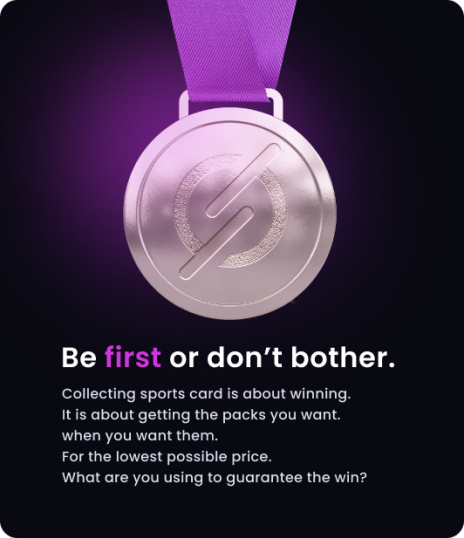 Be first or don’t bother.
Collecting sports card is about winning.
It is about getting the packs you want.
when you want them.
For the lowest possible price.
What are you using to guarantee the win?